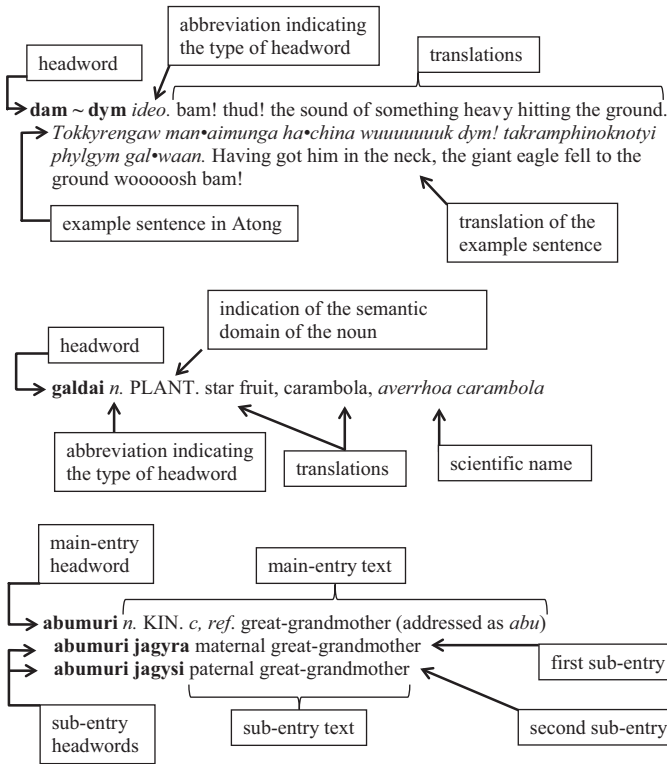 abbreviation indicating
the type of headword
translations
headword
dam ~ dym ideo. bam! thud! the sound of something heavy hitting the ground.
Tokkyrengaw man•aimunga ha•china wuuuuuuuk dym! takramphinoknotyi
phylgym gal•waan. Having got him in the neck, the giant eagle fell to the
ground wooooosh bam!
example sentence in Atong
translation of the
example sentence
indication of the semantic
domain of the noun
headword
galdai n. PLANT. star fruit, carambola, averrhoa carambola
abbreviation indicating
the type of headword
translations
scientific name
main-entry
headword
main-entry text
abumuri n. KIN. c, ref. great-grandmother (addressed as abu)
abumuri jagyra maternal great-grandmother
abumuri jagysi paternal great-grandmother
first sub-entry
sub-entry
headwords
sub-entry text
second sub-entry